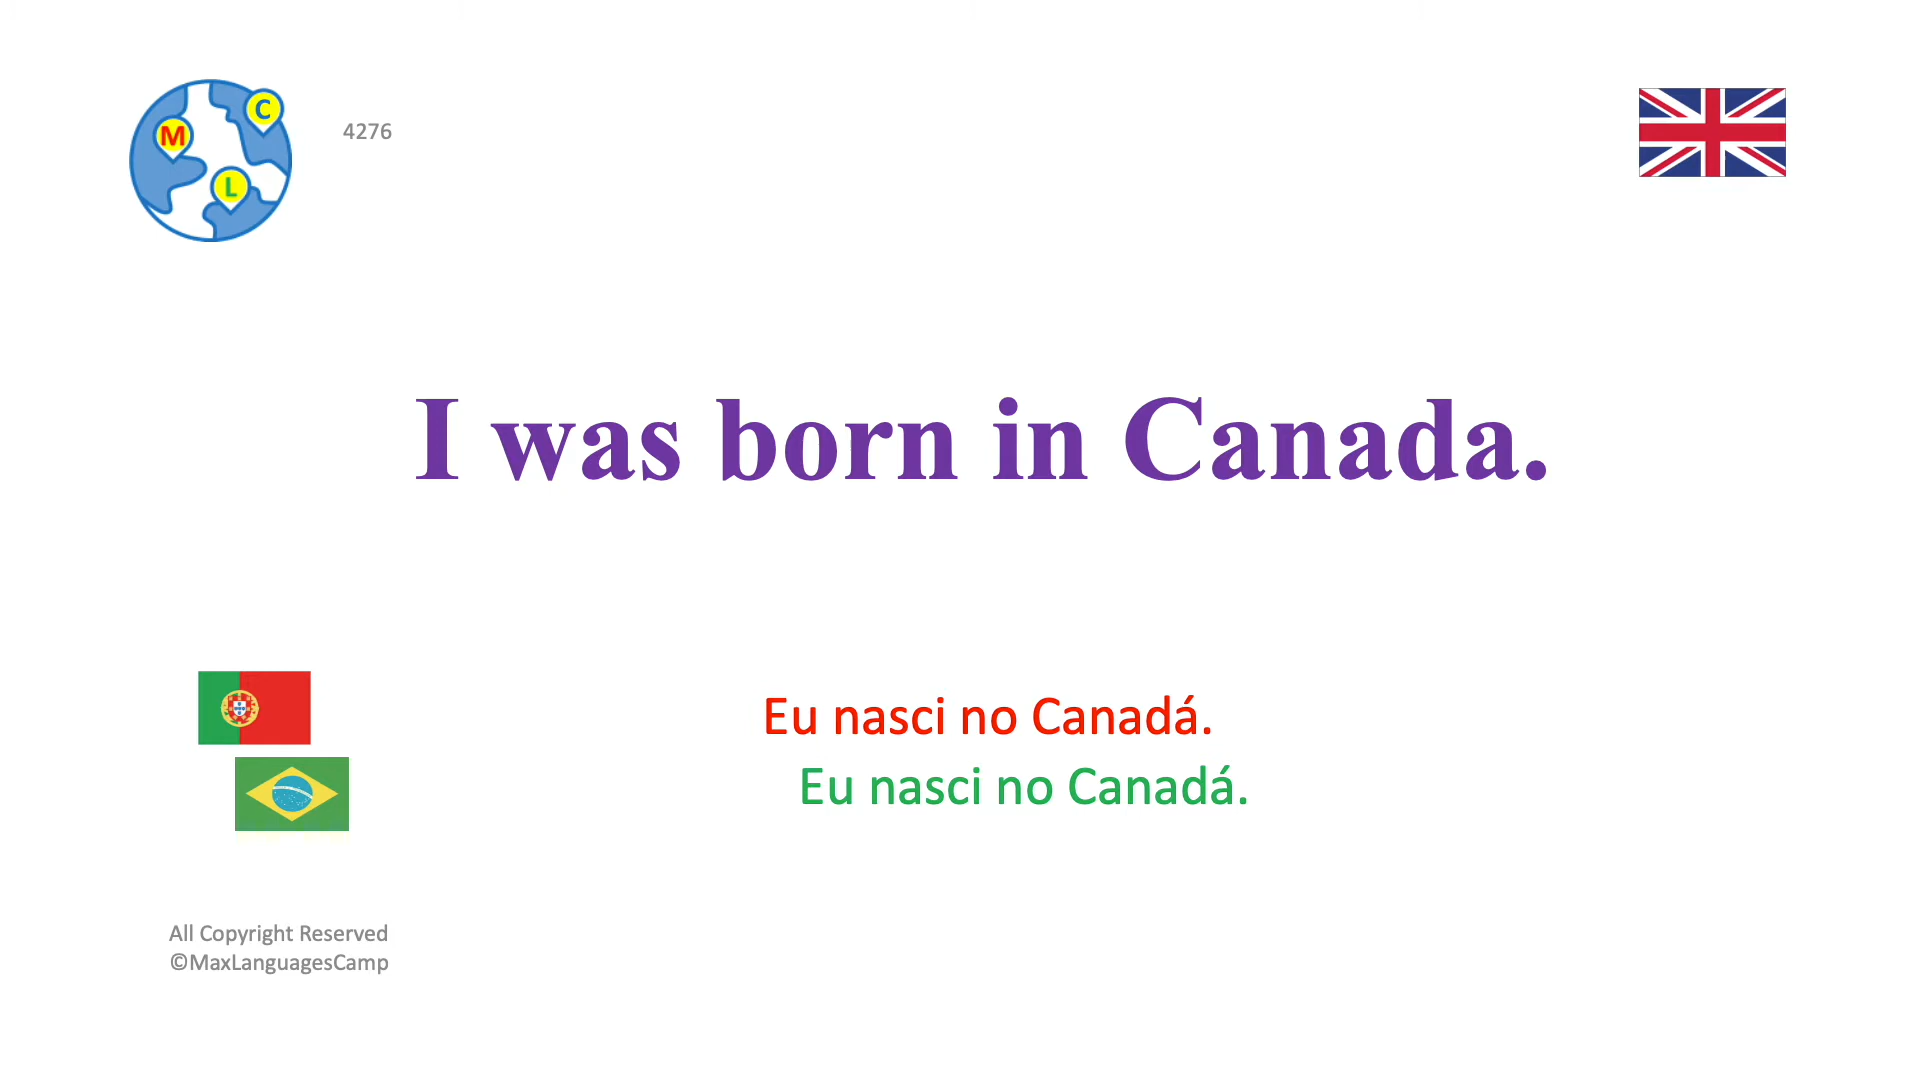 C
M
L
4276
I was born in Canada.
Eu nasci no Canadá.
Eu nasci no Canadá.
All Copyright Reserved
©MaxLanguagesCamp